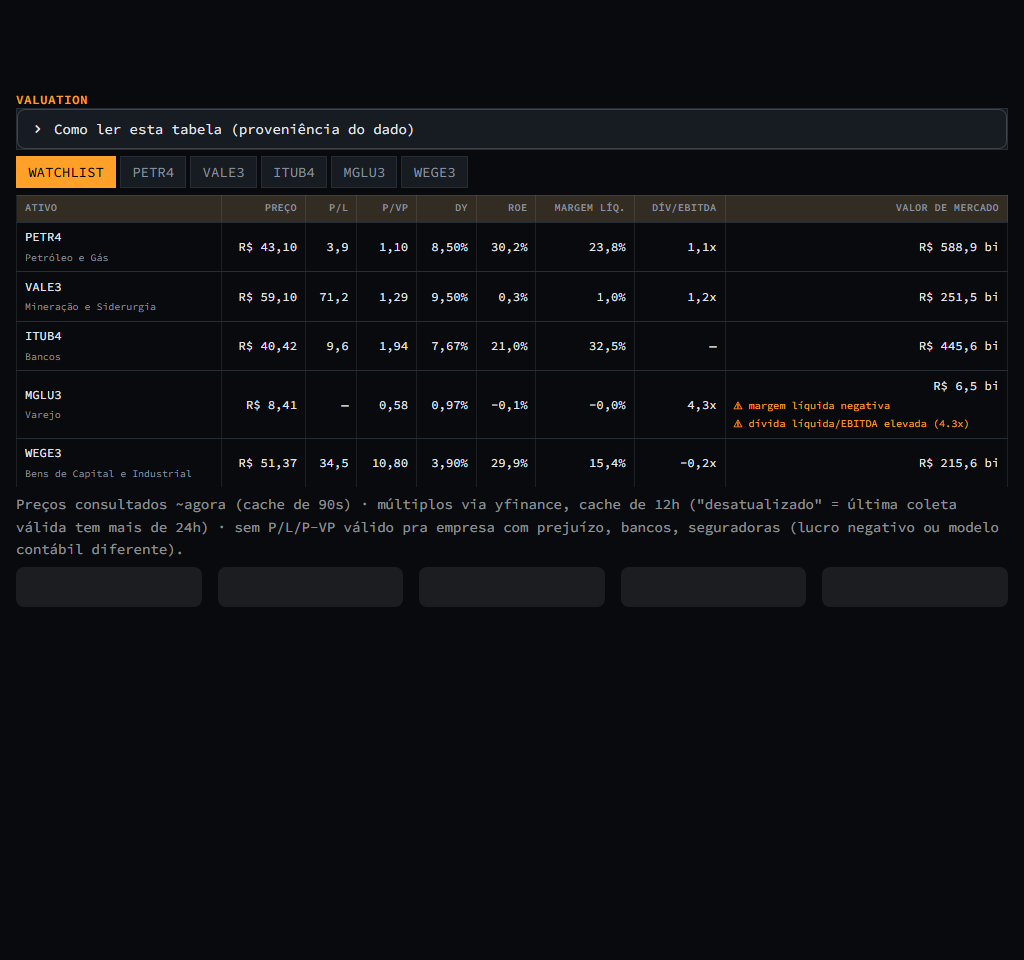 VALUATION
Como ler esta tabela (proveniência do dado)
WATCHLIST PETR4 VALE3 ITUB4 MGLU3 WEGE3
ATIVO PREÇO P/L P/VP DY ROE MARGEM LÍQ. DÍV/EBITDA VALOR DE MERCADO
PETR4
Petróleo e Gás
R$ 43,10 3,9 1,10 8,50% 30,2% 23,8% 1,1x R$ 588,9 bi
VALE3
Mineração e Siderurgia
R$ 59,10 71,2 1,29 9,50% 0,3% 1,0% 1,2x R$ 251,5 bi
ITUB4
Bancos
R$ 40,42 9,6 1,94 7,67% 21,0% 32,5% — R$ 445,6 bi
MGLU3
Varejo
R$ 8,41 — 0,58 0,97% -0,1% -0,0% 4,3x R$ 6,5 bi
⚠ margem líquida negativa
⚠ dívida líquida/EBITDA elevada (4.3x)
WEGE3
Bens de Capital e Industrial
R$ 51,37 34,5 10,80 3,90% 29,9% 15,4% -0,2x R$ 215,6 bi
Preços consultados ~agora (cache de 90s) · múltiplos via yfinance, cache de 12h ("desatualizado" = última coleta
válida tem mais de 24h) · sem P/L/P-VP válido pra empresa com prejuízo, bancos, seguradoras (lucro negativo ou modelo
contábil diferente).